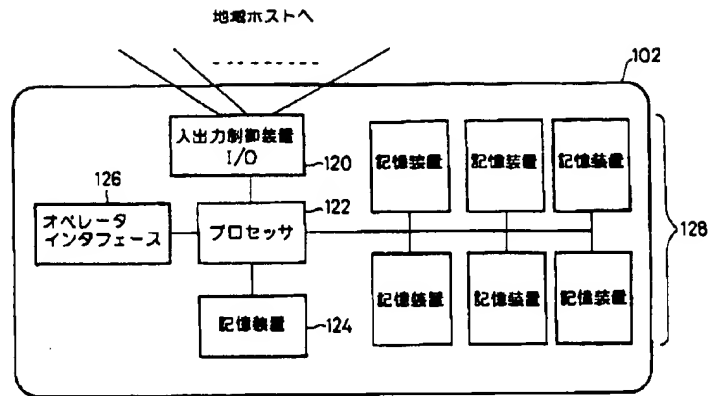 地域ホストへ
102
入出力制御装置
I/O
120
記憶装置
記憶装置
記憶装置
126
122
オペレータ
インタフェース
プロセッサ
128
記憶装置
124
記憶装置
記憶装置
記憶装置